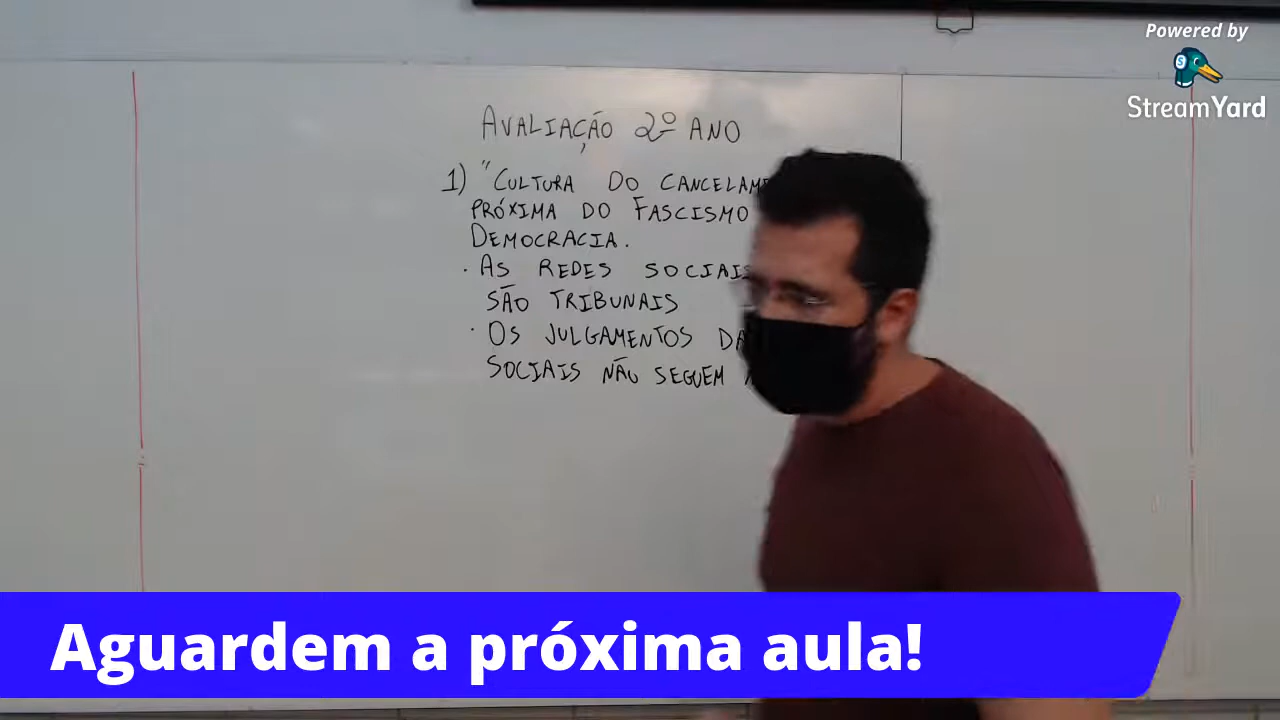 Powered by
StreamYard
AVALIAÇÃO 2º ANO
1) "CULTURA DO
PRÓXIMA DO FASCISMO
DEMOCRACIA.
· AS REDES SOCIAIS
SÃO TRIBUNAIS
· OS JULGAMENTOS
SOCIAIS NÃO SEGUEM
Aguardem a próxima aula!